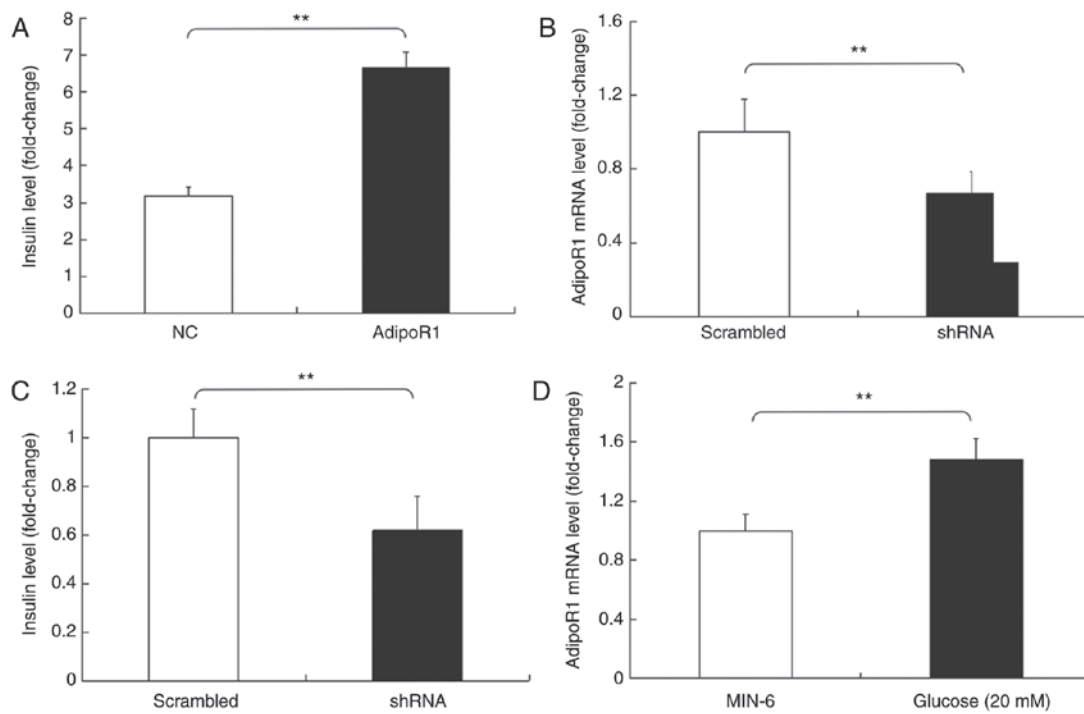 A
Insulin level (fold-change)
8
7
6
5
4
3
2
1
0
**
NC
AdipoR1
B
AdipoR1 mRNA level (fold-change)
1.6
1.2
0.8
0.4
0
**
Scrambled
shRNA
C
Insulin level (fold-change)
1.2
1
0.8
0.6
0.4
0.2
0
**
Scrambled
shRNA
D
AdipoR1 mRNA level (fold-change)
2
1.6
1.2
0.8
0.4
0
**
MIN-6
Glucose (20 mM)